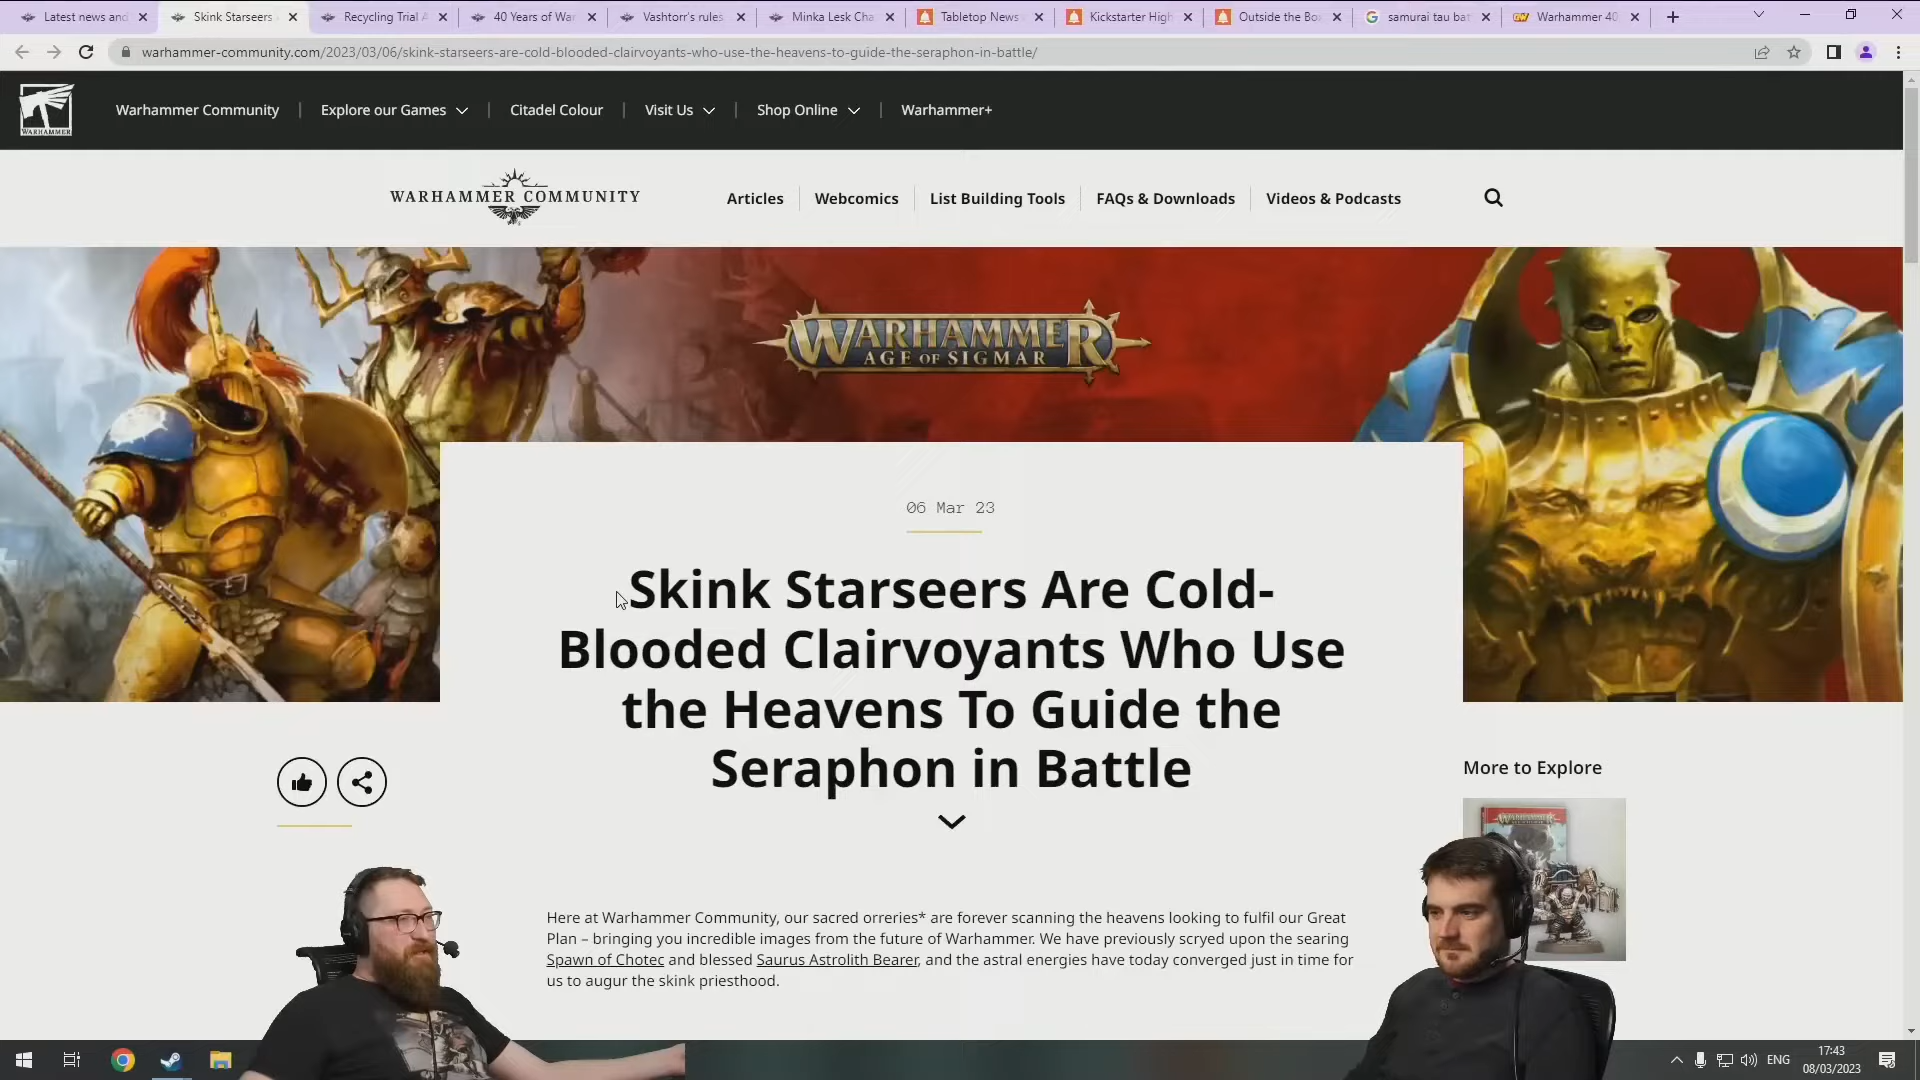 Latest news and
Skink Starseers
Recycling Trial A
40 Years of War
Vashtorr's rules
Minka Lesk Cha
Tabletop News
Kickstarter High
Outside the Box
samurai tau bat
Warhammer 40
warhammer-community.com/2023/03/06/skink-starseers-are-cold-blooded-clairvoyants-who-use-the-heavens-to-guide-the-seraphon-in-battle/
WARHAMMER
Warhammer Community
Explore our Games
Citadel Colour
Visit Us
Shop Online
Warhammer+
WARHAMMER COMMUNITY
Articles
Webcomics
List Building Tools
FAQs & Downloads
Videos & Podcasts
WARHAMMER
AGE OF SIGMAR
06 Mar 23
Skink Starseers Are Cold-
Blooded Clairvoyants Who Use
the Heavens To Guide the
Seraphon in Battle
More to Explore
WARHAMMER
Here at Warhammer Community, our sacred orreries* are forever scanning the heavens looking to fulfil our Great
Plan – bringing you incredible images from the future of Warhammer. We have previously scryed upon the searing
Spawn of Chotec and blessed Saurus Astrolith Bearer, and the astral energies have today converged just in time for
us to augur the skink priesthood.
ENG
17:43
08/03/2023